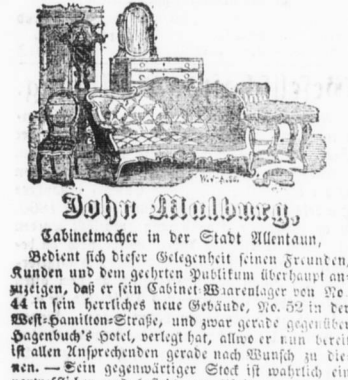 John Malburg,
Cabinetmacher in der Stadt Allentaun,
Bedient sich dieser Gelegenheit seinen Freunden,
Kunden und dem geehrten Publikum überhaupt an-
zuzeigen, daß er sein Cabinet-Waarenlager von No.
44 in sein herrliches neue Gebäude, No. 52 in der
West-Hamilton-Straße, und zwar gerade gegenüber
Hagenbuch's Hotel, verlegt hat, allwo er nun bereit
ist allen Ansprechenden gerade nach Wunsch zu die-
nen. — Sein gegenwärtiger Stock ist wahrlich ein